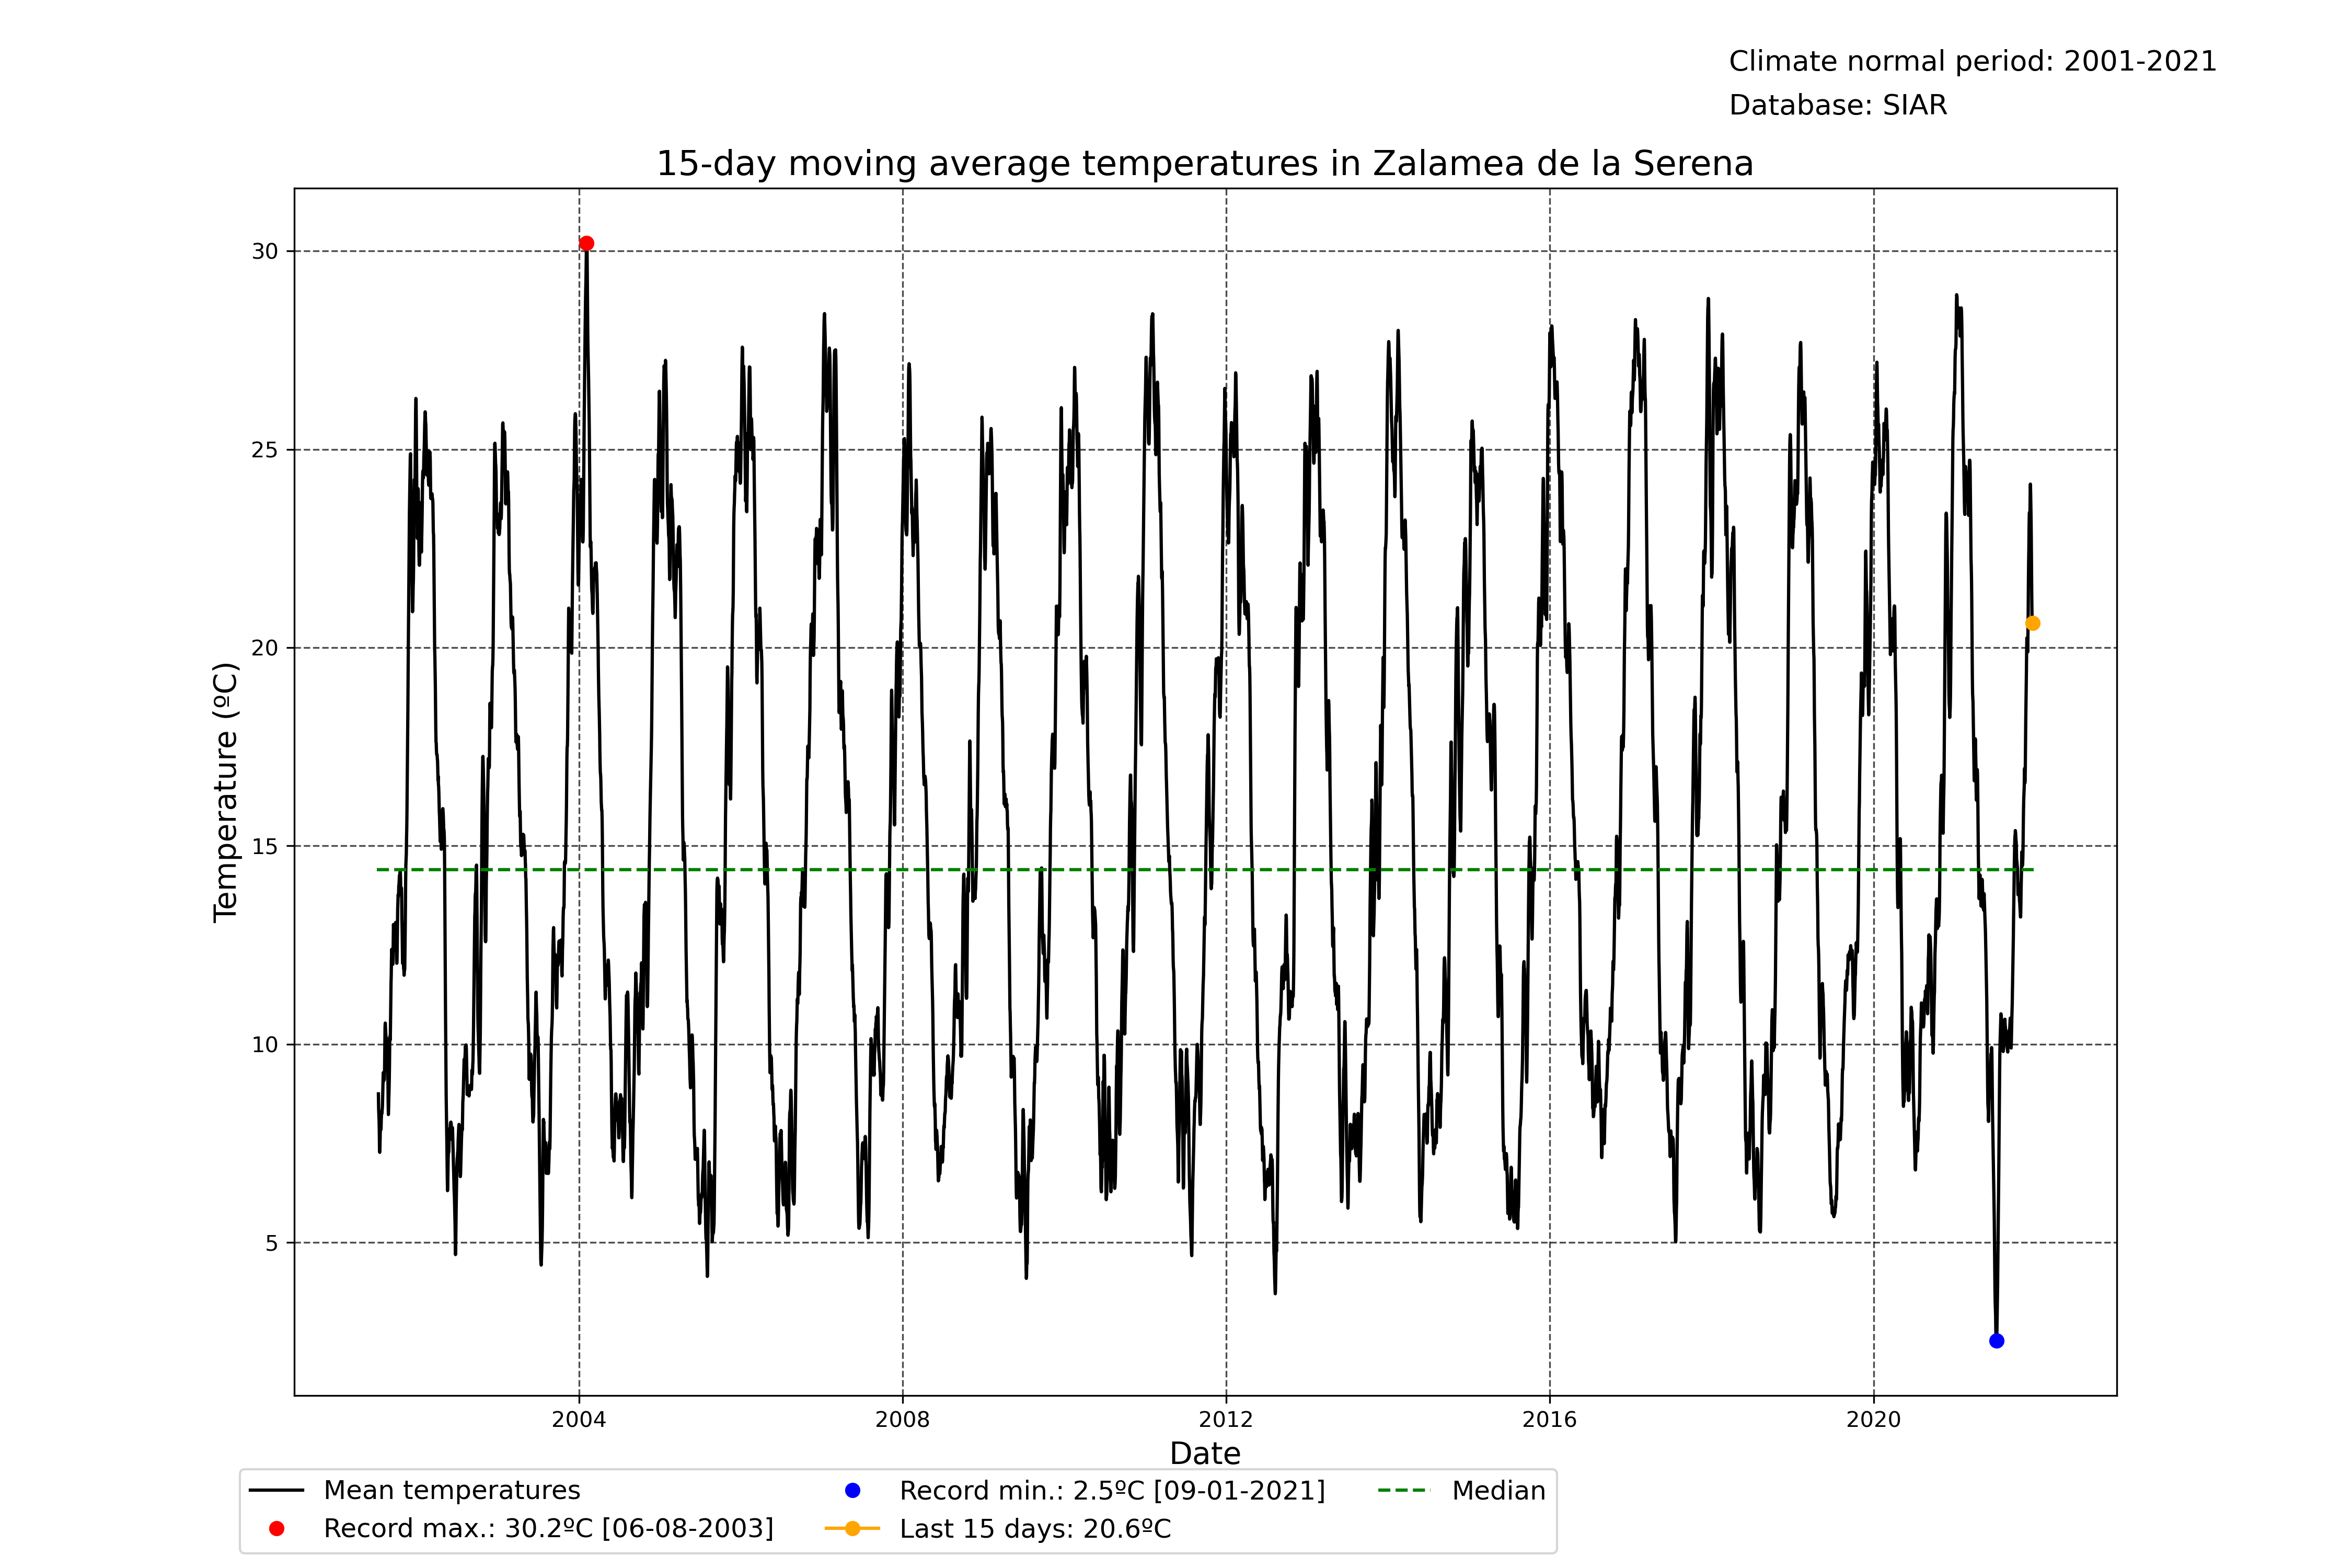 Climate normal period: 2001-2021
Database: SIAR
15-day moving average temperatures in Zalamea de la Serena
Temperature (ºC)
30
25
20
15
10
5
2004 2008 2012 2016 2020
Date
Mean temperatures
Record max.: 30.2ºC [06-08-2003]
Record min.: 2.5ºC [09-01-2021]
Last 15 days: 20.6ºC
Median